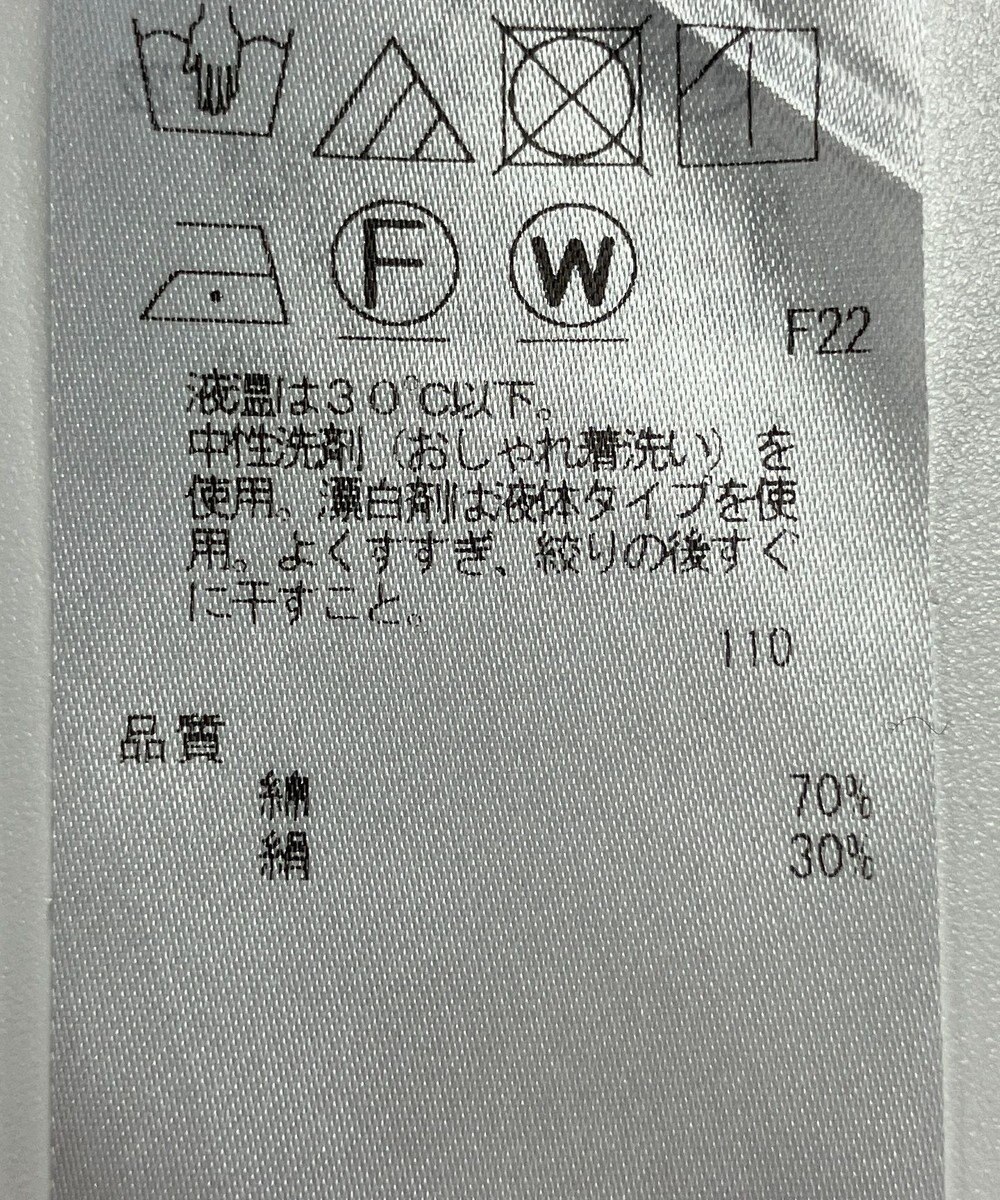 F
W
F22
液温は３０℃以下。
中性洗剤（おしゃれ着洗い）を
使用。漂白剤は液体タイプを使
用。よくすすぎ、絞りの後すぐ
に干すこと。
110
品質
綿 70%
絹 30%